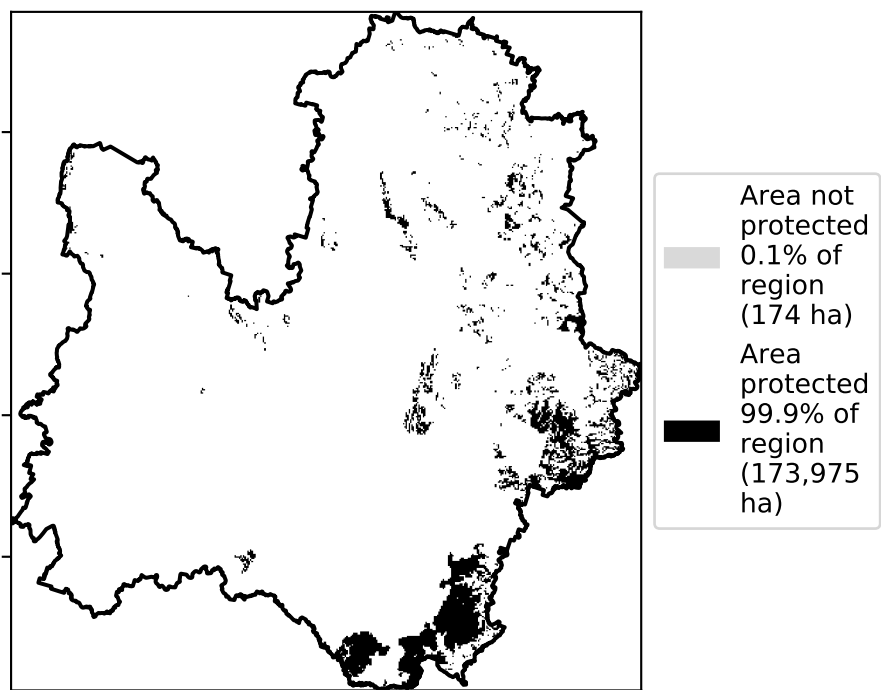 Area not
protected
0.1% of
region
(174 ha)
Area
protected
99.9% of
region
(173,975
ha)